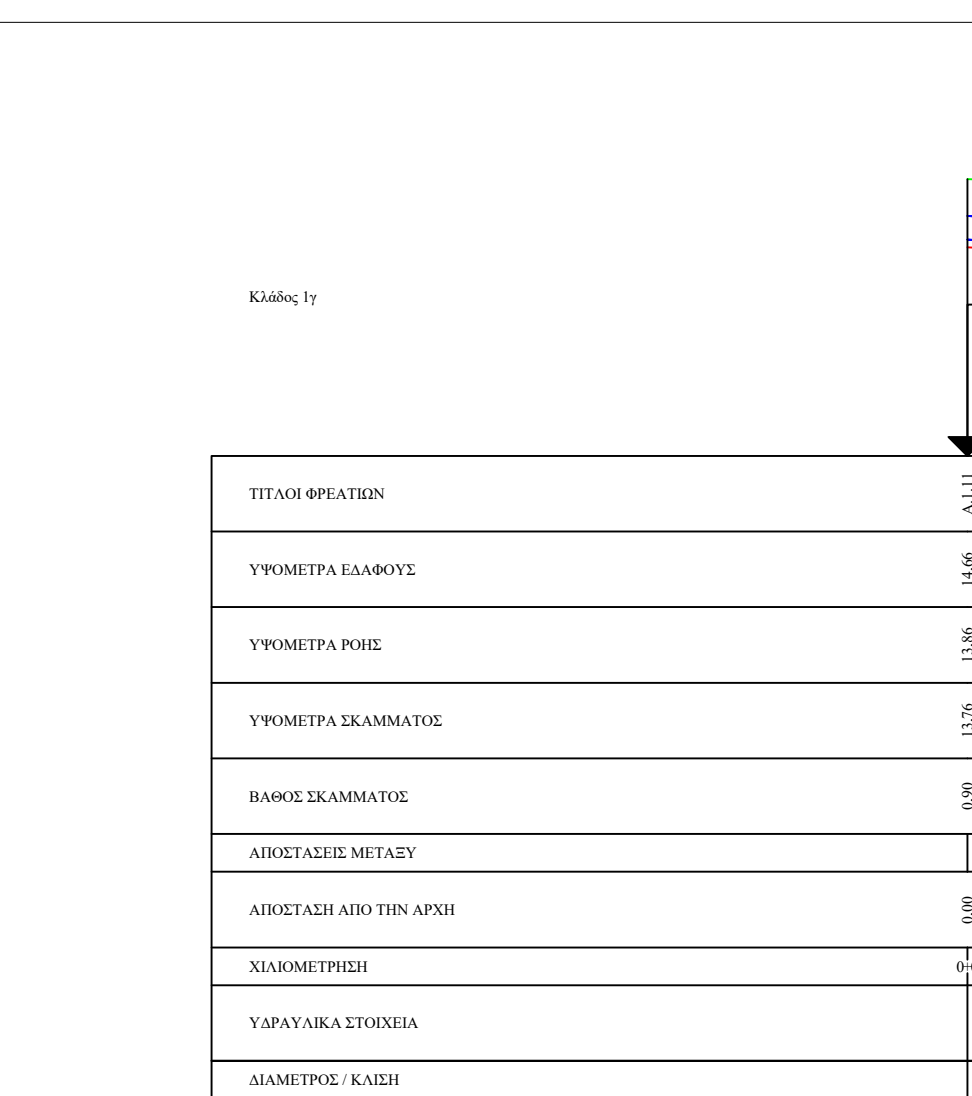 Κλάδος 1γ
ΤΙΤΛΟΙ ΦΡΕΑΤΙΩΝ A.1.11
ΥΨΟΜΕΤΡΑ ΕΔΑΦΟΥΣ 14.66
ΥΨΟΜΕΤΡΑ ΡΟΗΣ 13.86
ΥΨΟΜΕΤΡΑ ΣΚΑΜΜΑΤΟΣ 13.76
ΒΑΘΟΣ ΣΚΑΜΜΑΤΟΣ 0.90
ΑΠΟΣΤΑΣΕΙΣ ΜΕΤΑΞΥ
ΑΠΟΣΤΑΣΗ ΑΠΟ ΤΗΝ ΑΡΧΗ 0.00
ΧΙΛΙΟΜΕΤΡΗΣΗ
ΥΔΡΑΥΛΙΚΑ ΣΤΟΙΧΕΙΑ
ΔΙΑΜΕΤΡΟΣ / ΚΛΙΣΗ